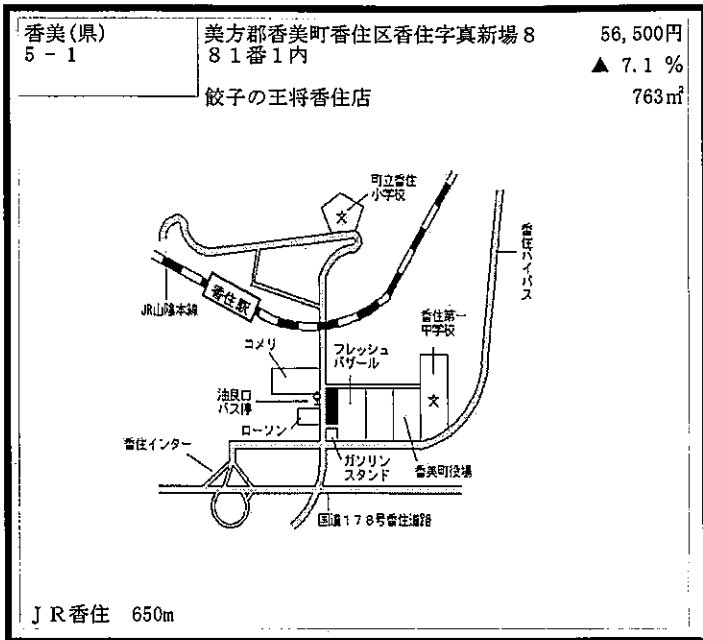 香美(県)
5－1
美方郡香美町香住区香住字真新場8
81番1内
餃子の王将香住店
56,500円
▲ 7.1 %
763㎡
町立香住
小学校
香住バイパス
香住駅
JR山陰本線
香住第一
中学校
コメリ
フレッシュ
バザール
油良口
バス停
ローソン
香住インター
ガソリン
スタンド
香美町役場
国道178号香住道路
JR香住 650m